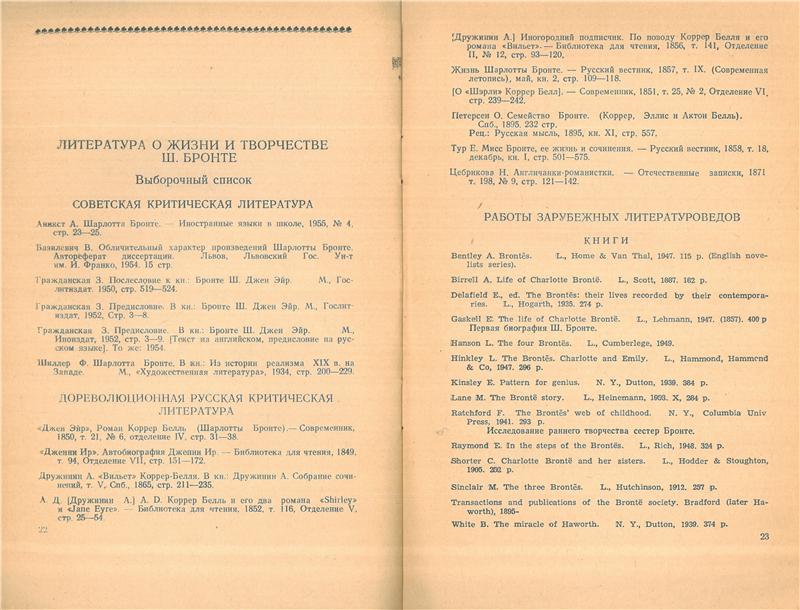 ЛИТЕРАТУРА О ЖИЗНИ И ТВОРЧЕСТВЕ
Ш. БРОНТЕ
Выборочный список
СОВЕТСКАЯ КРИТИЧЕСКАЯ ЛИТЕРАТУРА
Аникст А. Шарлотта Бронте. — Иностранные языки в школе, 1955, № 4,
стр. 23—25.
Базилевич В. Обличительный характер произведений Шарлотты Бронте.
Автореферат диссертации. Львов, Львовский Гос. Ун-т
им. И. Франко, 1954. 15 стр.
Гражданская З. Послесловие к кн.: Бронте Ш. Джен Эйр. М., Гос-
литиздат. 1950, стр. 519—524.
Гражданская З. Предисловие. В кн.: Бронте Ш. Джен Эйр. М., Гослит-
издат, 1952, Стр. 3—8.
Гражданская З. Предисловие. В кн.: Бронте Ш. Джен Эйр. М.,
Иноиздат, 1952, стр. 3—9. [Текст на английском, предисловие на рус-
ском языке]. То же: 1954.
Шиллер Ф. Шарлотта Бронте. В кн.: Из истории реализма XIX в. на
Западе. М., «Художественная литература», 1934, стр. 200—229.
ДОРЕВОЛЮЦИОННАЯ РУССКАЯ КРИТИЧЕСКАЯ
ЛИТЕРАТУРА
«Джен Эйр», Роман Коррер Белль (Шарлотты Бронте).— Современник,
1850, т. 21, № 6, отделение IV, стр. 31—38.
«Дженни Ир». Автобиография Джепни Ир. — Библиотека для чтения, 1849,
т. 94, Отделение VII, стр. 151—172.
Дружинин А. «Вильет» Коррер-Белля. В кн.: Дружинин А. Собрание сочи-
нений, т. V, Спб., 1865, стр. 211—235.
А. Д. [Дружинин А.] А. D. Коррер Белль и его два романа «Shirley»
и «Jane Eyre». — Библиотека для чтения. 1852, т. 116, Отделение V,
стр. 25—54.
22
[Дружинин А.] Иногородний подписчик. По поводу Коррер Белля и его
романа «Вильет».— Библиотека для чтения, 1856, т. 141, Отделение
II, № 12, стр. 93—120.
Жизнь Шарлотты Бронте. — Русский вестник, 1857, т. IX. (Современная
летопись), май, кн. 2, стр. 109—118.
[О «Шэрли» Коррер Белл]. — Современник, 1851, т. 25, № 2, Отделение VI,
стр. 239—242.
Петерсен О. Семейство Бронте. (Коррер, Эллис и Актон Белль).
Спб., 1895. 232 стр.
Рец.: Русская мысль, 1895, кн. XI, стр. 557.
Тур Е. Мисс Бронте, ее жизнь и сочинения. — Русский вестник, 1858, т. 18,
декабрь, кн. I, стр. 501—575.
Цебрикова Н. Англичанки-романистки. — Отечественные записки, 1871
т. 198, № 9, стр. 121—142.
РАБОТЫ ЗАРУБЕЖНЫХ ЛИТЕРАТУРОВЕДОВ
КНИГИ
Bentley A. Brontës. L., Home & Van Thal, 1947. 115 p. (English nove-
lists series).
Birrell A. Life of Charlotte Brontë. L., Scott, 1887. 162 p.
Delafield E., ed. The Brontës: their lives recorded by their contempora-
ries. L., Hogarth, 1935. 274 p.
Gaskell E. The life of Charlotte Brontë. L., Lehmann, 1947. (1857). 400 p
Первая биография Ш. Бронте.
Hanson L. The four Brontës. L., Cumberlege, 1949.
Hinkley L. The Brontës. Charlotte and Emily. L., Hammond, Hammond
& Co, 1947. 296 p.
Kinsley E. Pattern for genius. N. Y., Dutton, 1939. 384 p.
Lane M. The Brontë story. L., Heinemann, 1953. X, 284 p.
Ratchford F. The Brontës' web of childhood. N. Y., Columbia Univ
Press, 1941. 293 p.
Исследование раннего творчества сестер Бронте.
Raymond E. In the steps of the Brontës. L., Rich, 1948. 324 p.
Shorter C. Charlotte Brontë and her sisters. L., Hodder & Stoughton,
1905. 252 p.
Sinclair M. The three Brontës. L., Hutchinson, 1912. 257 p.
Transactions and publications of the Brontë society. Bradford (later Ha-
worth), 1895-
White B. The miracle of Haworth. N. Y., Dutton, 1939. 374 p.
23